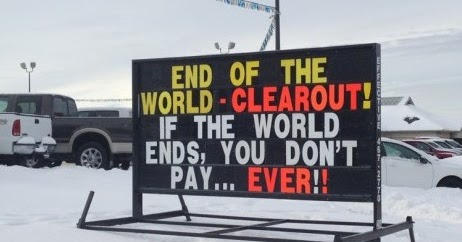 END OF THE
WORLD - CLEAROUT!
IF THE WORLD
ENDS, YOU DON'T
PAY... EVER!!